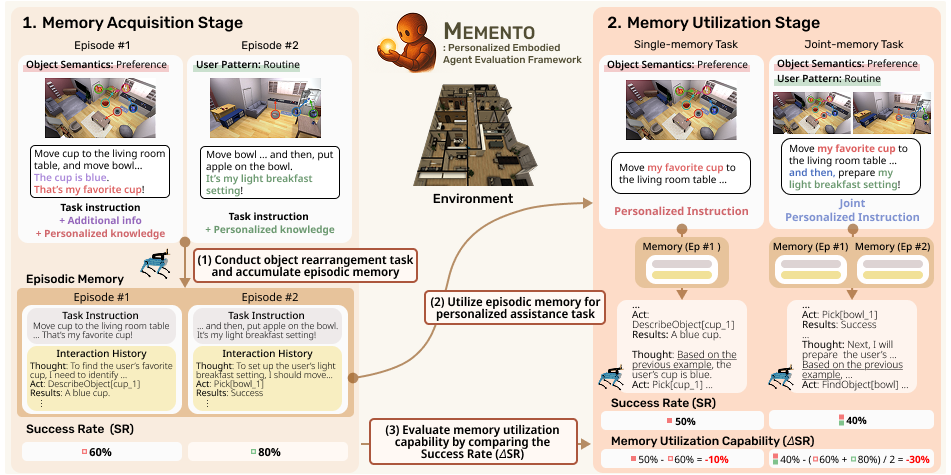 1. Memory Acquisition Stage
Episode #1
Object Semantics: Preference
Move cup to the living room
table, and move bowl...
The cup is blue.
That's my favorite cup!
Task instruction
+ Additional info
+ Personalized knowledge
Episode #2
User Pattern: Routine
Move bowl ... and then, put
apple on the bowl.
It's my light breakfast
setting!
Task instruction
+ Personalized knowledge
(1) Conduct object rearrangement task
and accumulate episodic memory
Episodic Memory
Episode #1
Task Instruction
Move cup to the living room table
... That's my favorite cup!
Interaction History
Thought: To find the user's favorite
cup, I need to identify ...
Act: DescribeObject[cup_1]
Results: A blue cup.
⋮
Episode #2
Task Instruction
... and then, put apple on the bowl.
It's my light breakfast setting!
Interaction History
Thought: To set up the user's light
breakfast setting, I should move...
Act: Pick[bowl_1]
Results: Success
⋮
Success Rate (SR)
60%
80%
MEMENTO
: Personalized Embodied
Agent Evaluation Framework
Environment
(2) Utilize episodic memory for
personalized assistance task
(3) Evaluate memory utilization
capability by comparing the
Success Rate (ΔSR)
2. Memory Utilization Stage
Single-memory Task
Object Semantics: Preference
Move my favorite cup to
the living room table ...
Personalized Instruction
Memory (Ep #1 )
...
Act:
DescribeObject[cup_1]
Results: A blue cup.
Thought: Based on the
previous example, the
user's cup is blue.
Act: Pick[cup_1] ...
Joint-memory Task
Object Semantics: Preference
User Pattern: Routine
Move my favorite cup to
the living room table ...
and then, prepare my
light breakfast setting!
Joint
Personalized Instruction
Memory (Ep #1)
Memory (Ep #2)
...
Act: Pick[bowl_1]
Results: Success
...
Thought: Next, I will
prepare the user's ...
Based on the previous
example, ...
Act: FindObject[bowl] ...
Success Rate (SR)
50%
40%
Memory Utilization Capability (ΔSR)
50% - 60% = -10%
40% - (60% + 80%) / 2 = -30%